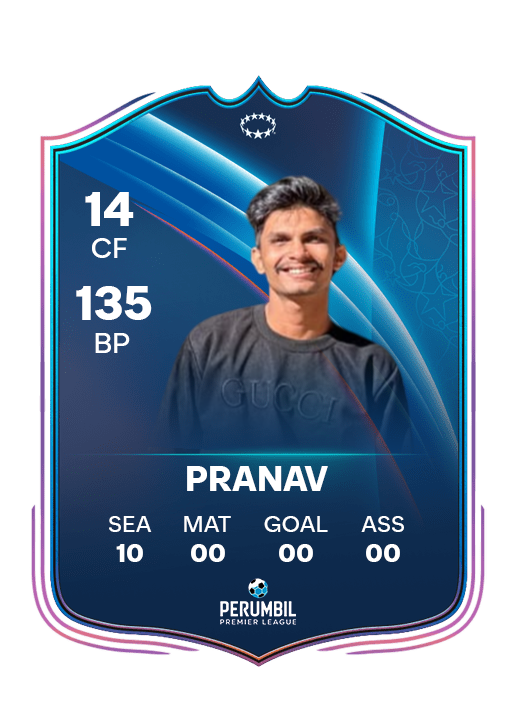 14
CF
135
BP
GUCCI
PRANAV
SEA MAT GOAL ASS
10 00 00 00
PERUMBIL
PREMIER LEAGUE